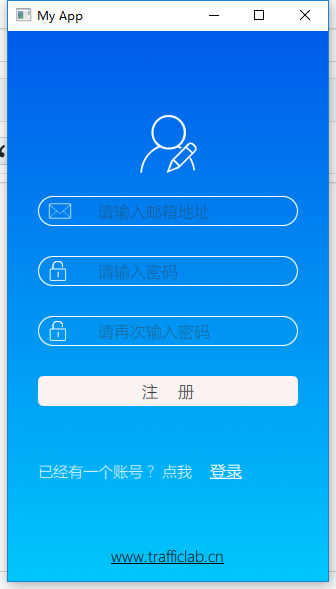 My App
请输入邮箱地址
请输入密码
请再次输入密码
注 册
已经有一个账号？ 点我 登录
www.trafficlab.cn